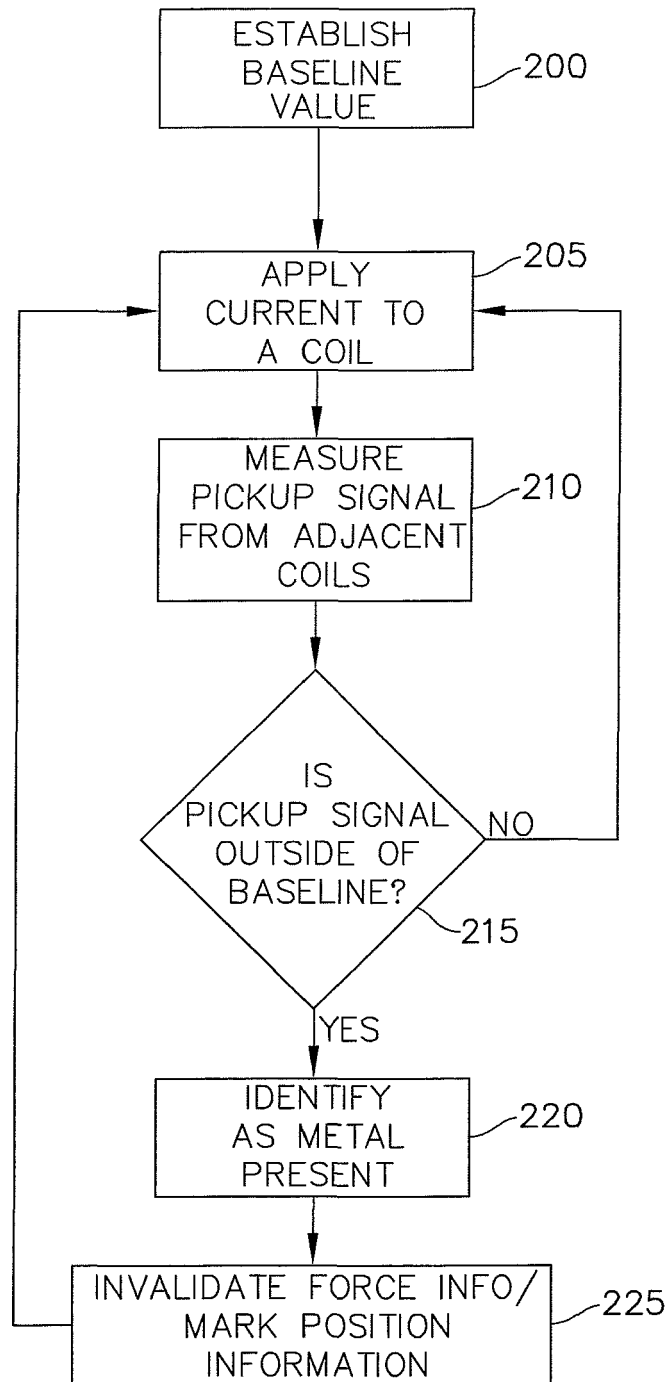 ESTABLISH
BASELINE
VALUE
200
APPLY
CURRENT TO
A COIL
205
MEASURE
PICKUP SIGNAL
FROM ADJACENT
COILS
210
IS
PICKUP SIGNAL
OUTSIDE OF
BASELINE?
NO
215
YES
IDENTIFY
AS METAL
PRESENT
220
INVALIDATE FORCE INFO/
MARK POSITION
INFORMATION
225